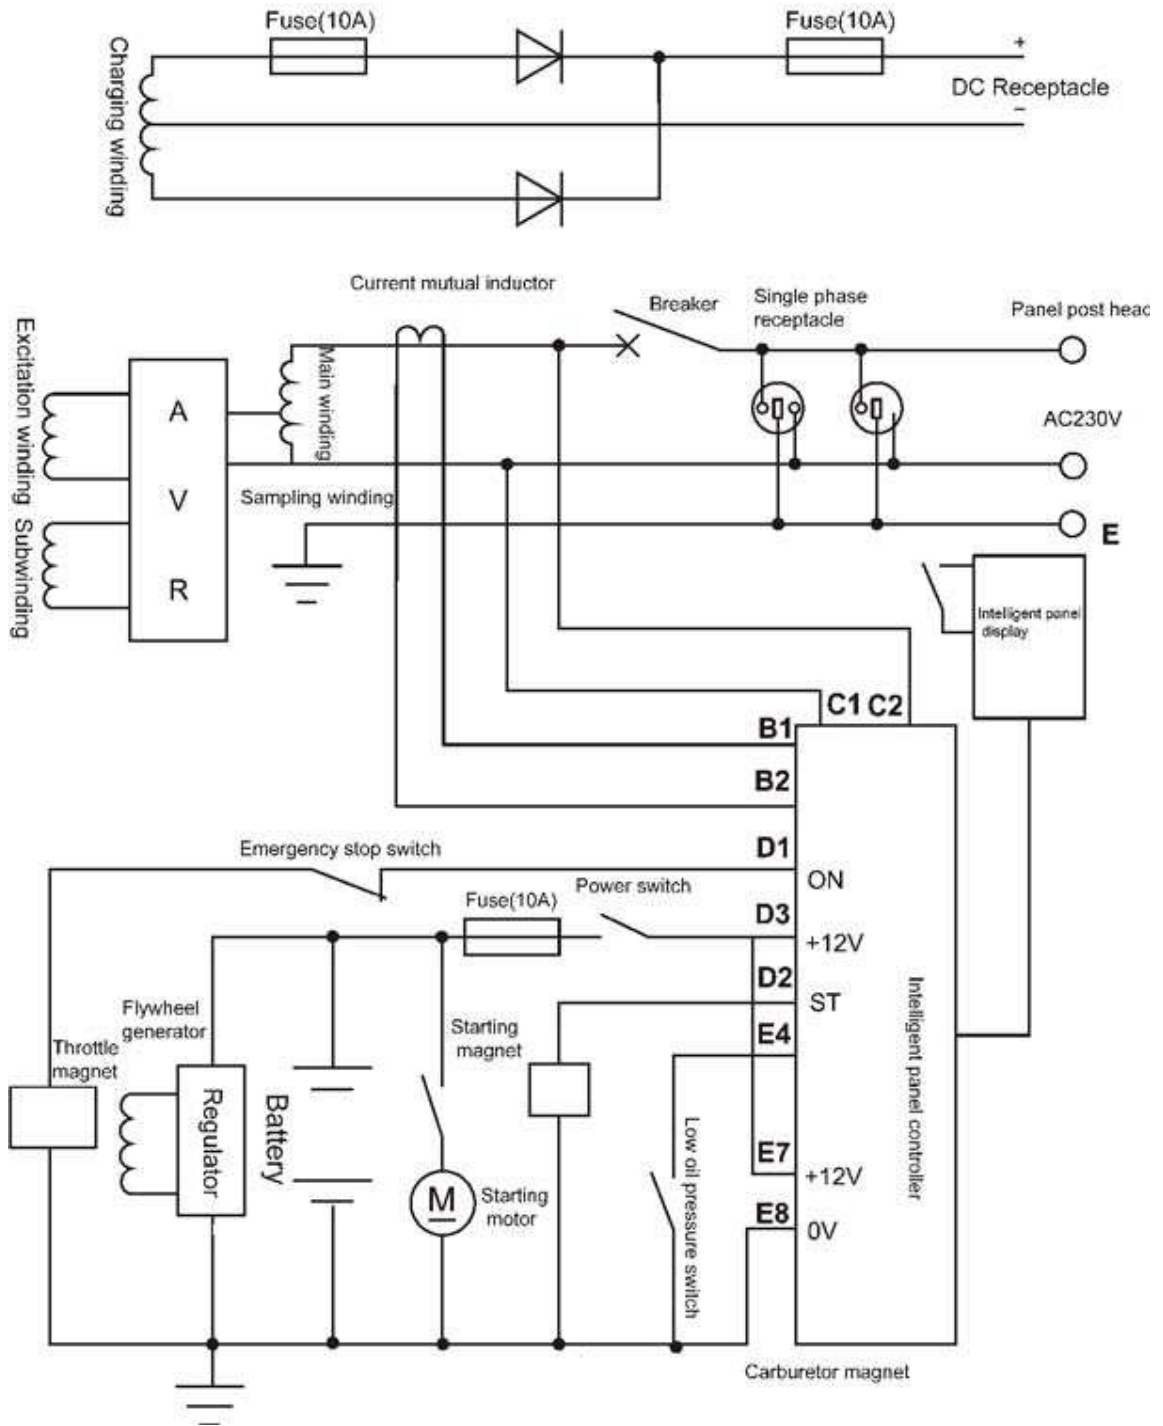 Fuse(10A)
Fuse(10A)
Charging winding
+
DC Receptacle
−
Current mutual inductor
Breaker
Single phase
receptacle
Panel post head
Excitation winding
Subwinding
A
V
R
Main winding
AC230V
Sampling winding
E
Intelligent panel
display
C1 C2
B1
B2
Emergency stop switch
D1
ON
Power switch
Fuse(10A)
D3
+12V
D2
ST
Flywheel
generator
Starting
magnet
E4
Throttle
magnet
Regulator
Battery
M
Starting
motor
Low oil pressure switch
Intelligent panel controller
E7
+12V
E8
0V
Carburetor magnet